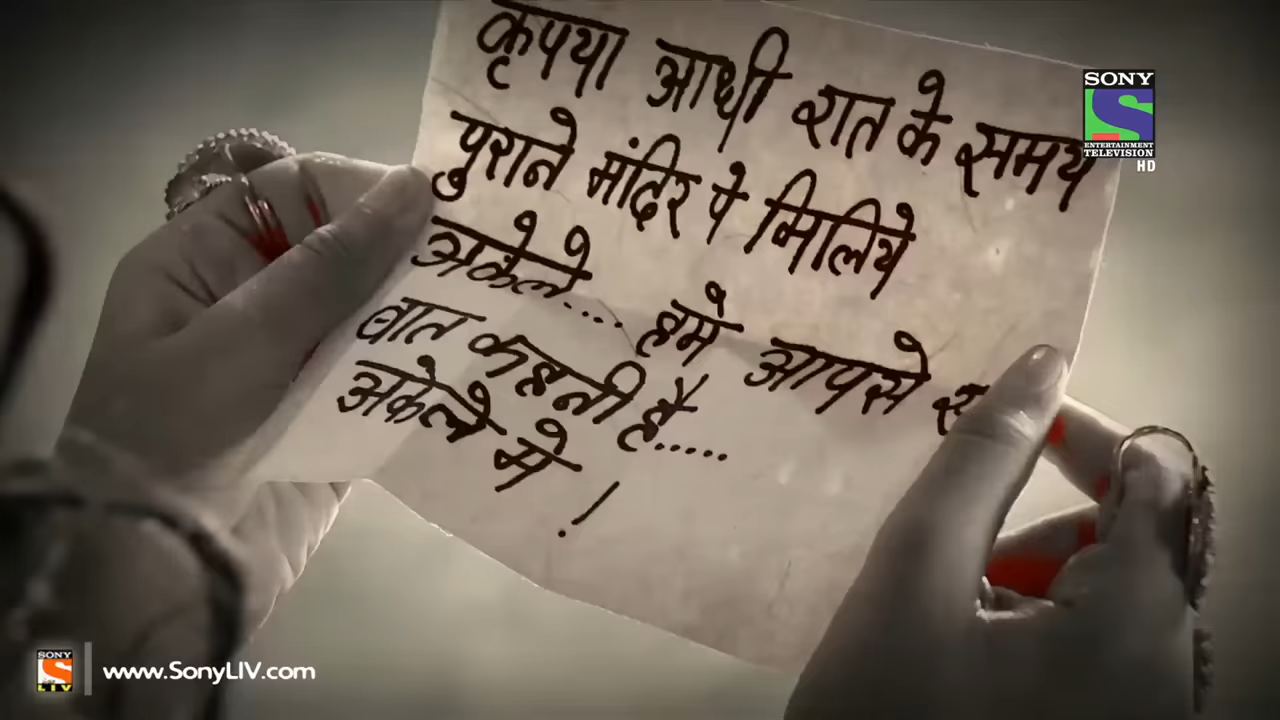 कृपया आधी रात के समय
पुराने मंदिर पे मिलिये
अकेले.... हमे आपसे
बात कहनी है.....
अकेले मे !
SONY
ENTERTAINMENT
TELEVISION
HD
SONY
LIV
www.SonyLIV.com